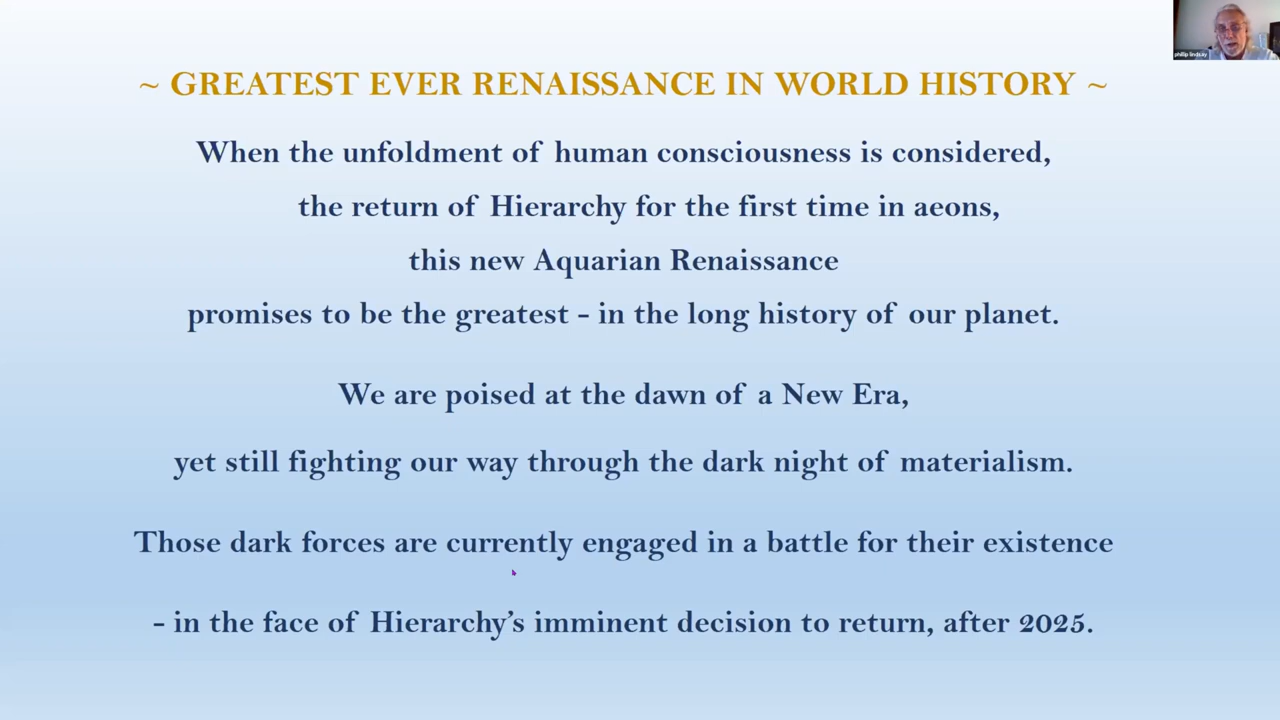 phillip lindsay
~ GREATEST EVER RENAISSANCE IN WORLD HISTORY ~
When the unfoldment of human consciousness is considered,
the return of Hierarchy for the first time in aeons,
this new Aquarian Renaissance
promises to be the greatest - in the long history of our planet.
We are poised at the dawn of a New Era,
yet still fighting our way through the dark night of materialism.
Those dark forces are currently engaged in a battle for their existence
- in the face of Hierarchy’s imminent decision to return, after 2025.